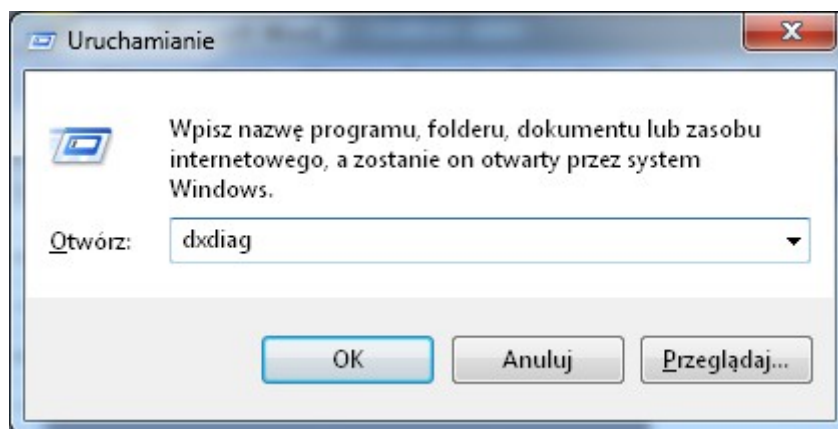 Uruchamianie
Wpisz nazwę programu, folderu, dokumentu lub zasobu
internetowego, a zostanie on otwarty przez system
Windows.
Otwórz: dxdiag
OK Anuluj Przeglądaj...